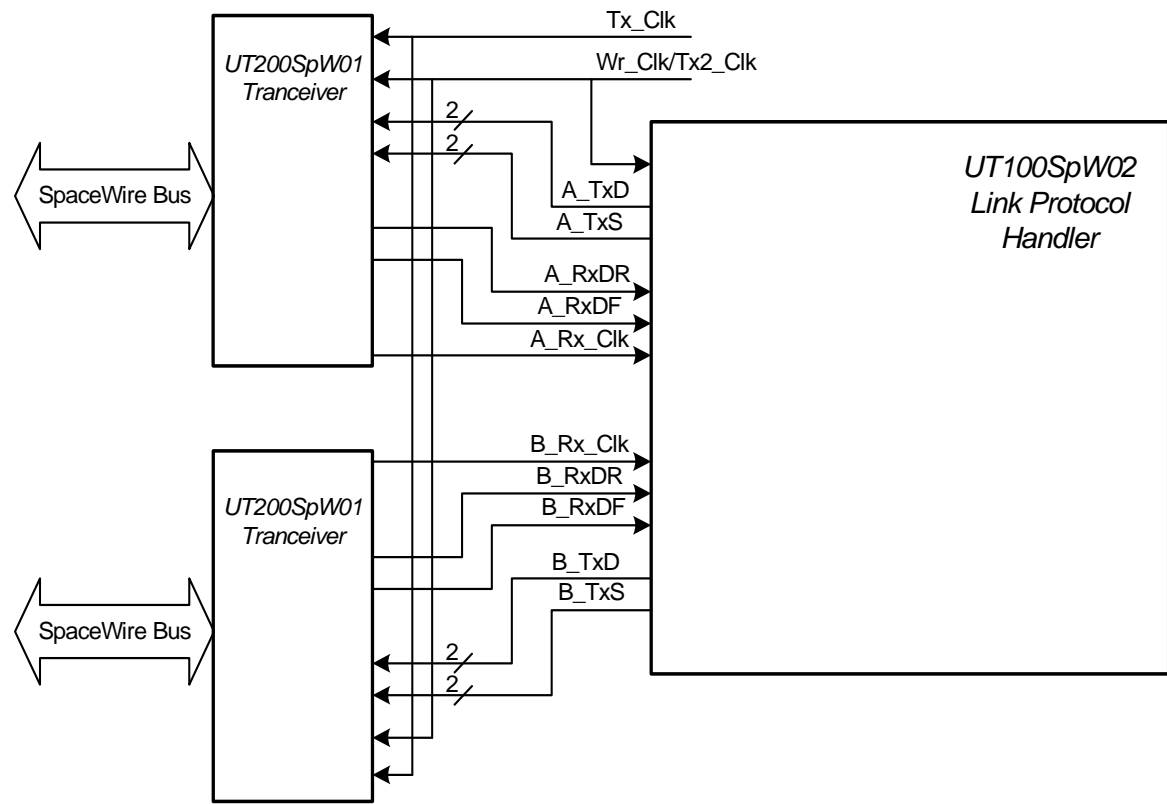 Tx_Clk
Wr_Clk/Tx2_Clk
UT200SpW01
Tranceiver
2
2
SpaceWire Bus
A_TxD
A_TxS
A_RxDR
A_RxDF
A_Rx_Clk
UT100SpW02
Link Protocol
Handler
B_Rx_Clk
B_RxDR
B_RxDF
UT200SpW01
Tranceiver
B_TxD
B_TxS
SpaceWire Bus
2
2